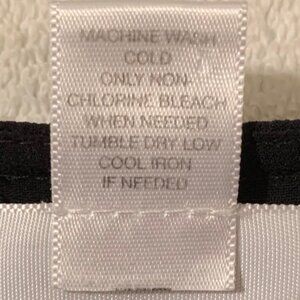 MACHINE WASH
COLD
ONLY NON-
CHLORINE BLEACH
WHEN NEEDED
TUMBLE DRY LOW
COOL IRON
IF NEEDED